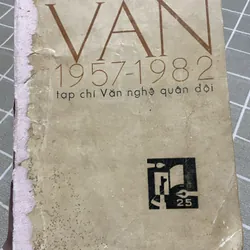 VĂN
1957-1982
tạp chí Văn nghệ quân đội
25